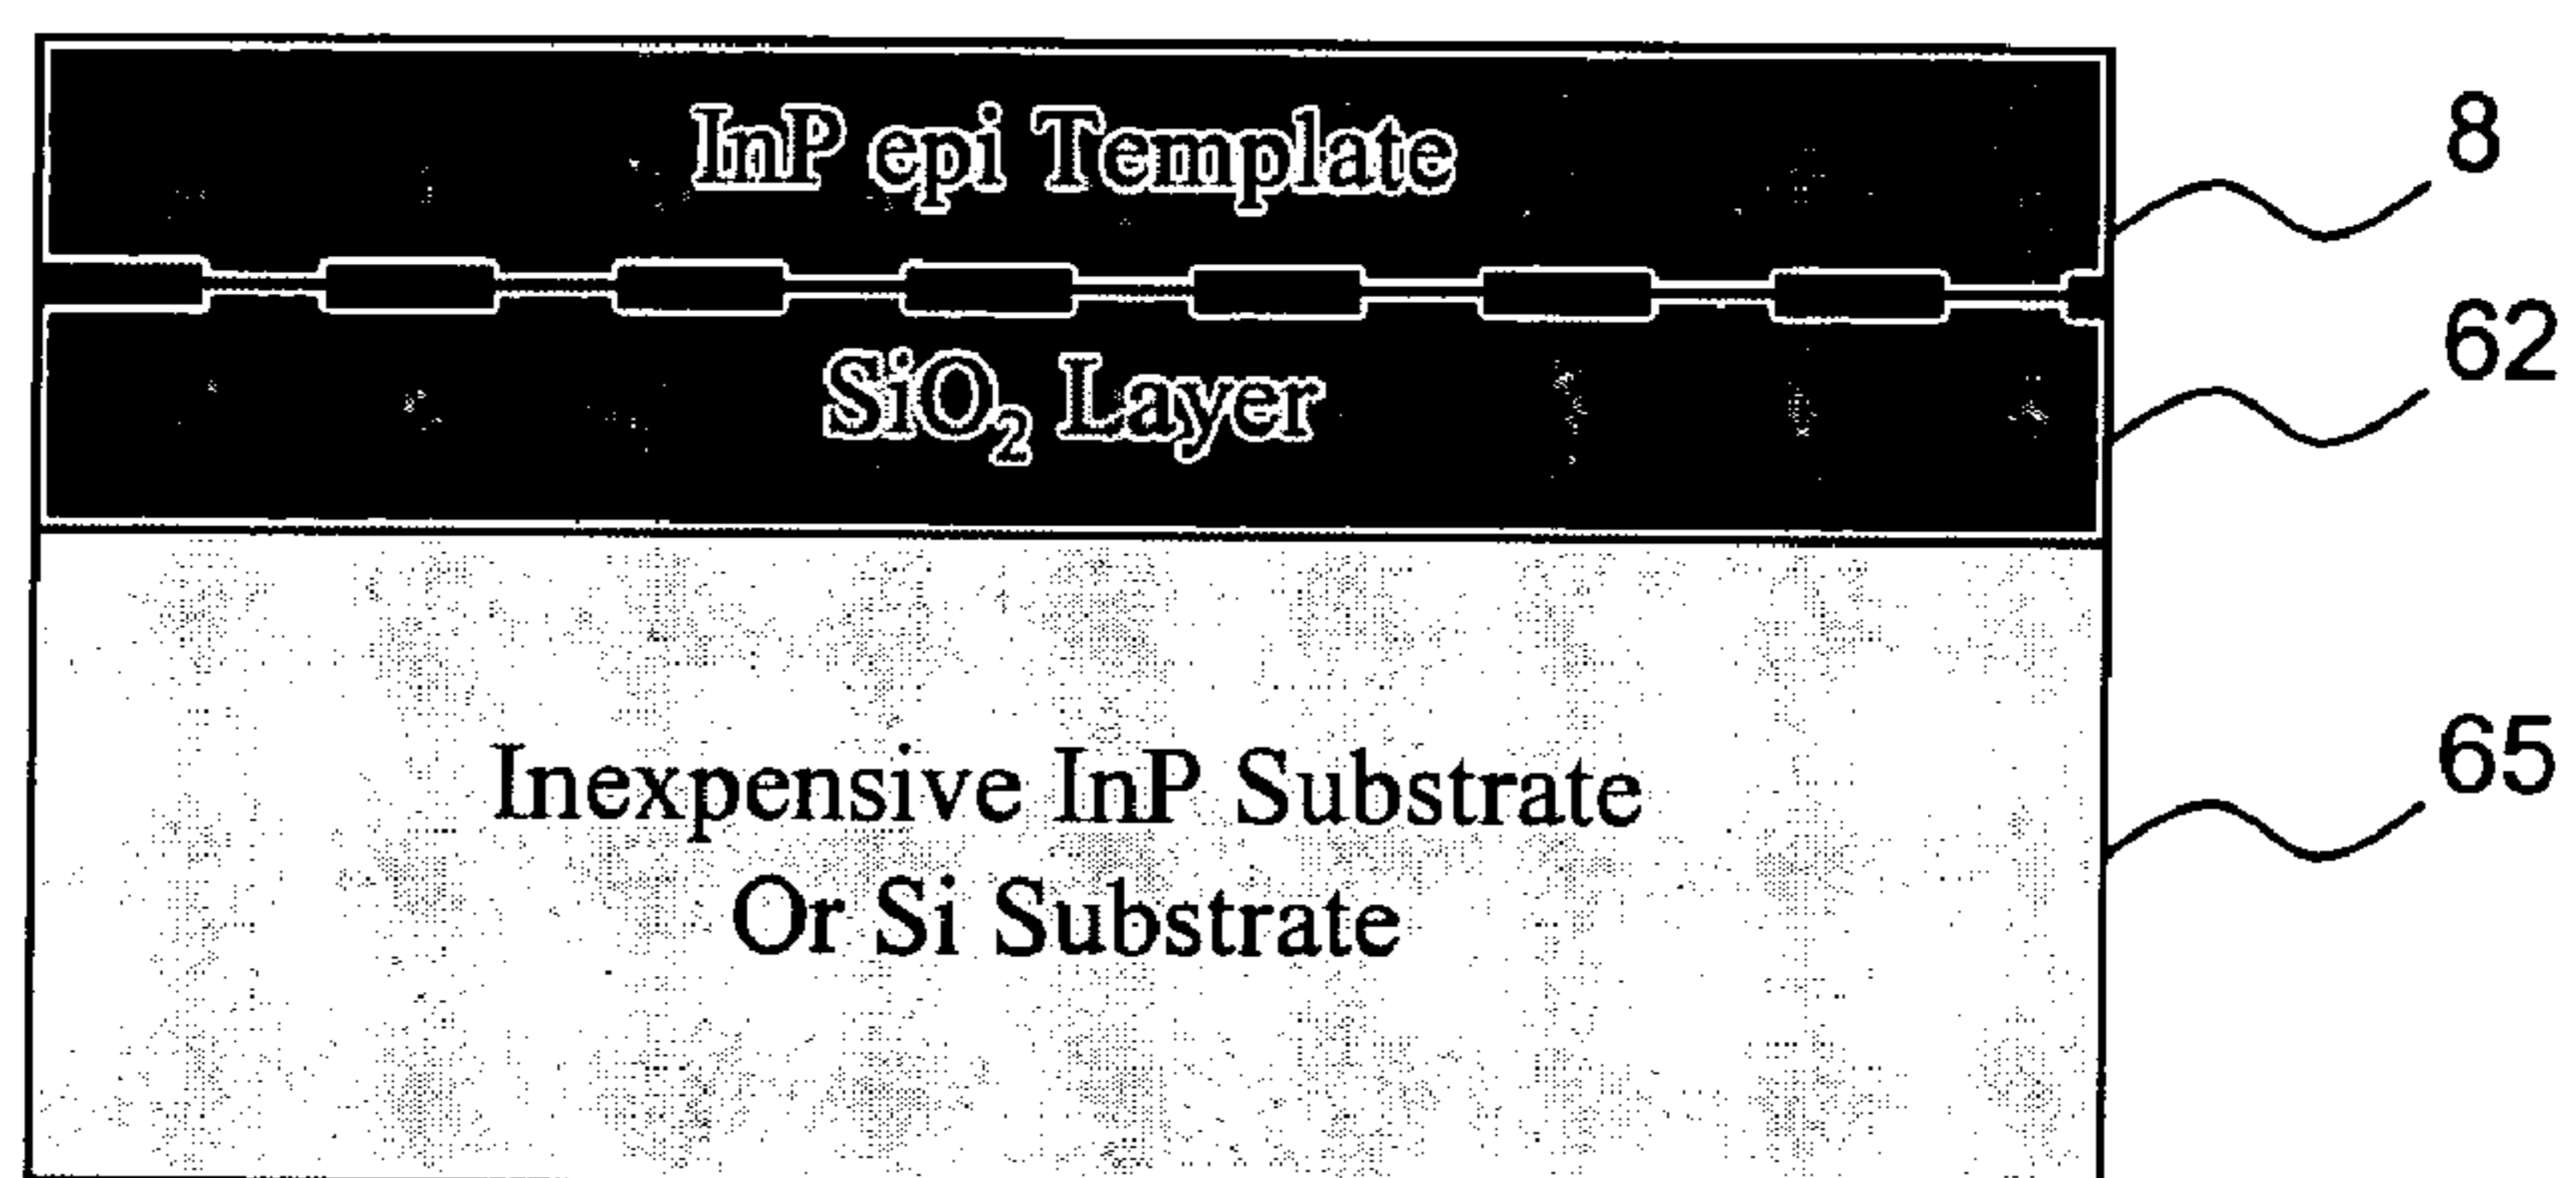 InP epi Template
8
SiO₂ Layer
62
Inexpensive InP Substrate
Or Si Substrate
65